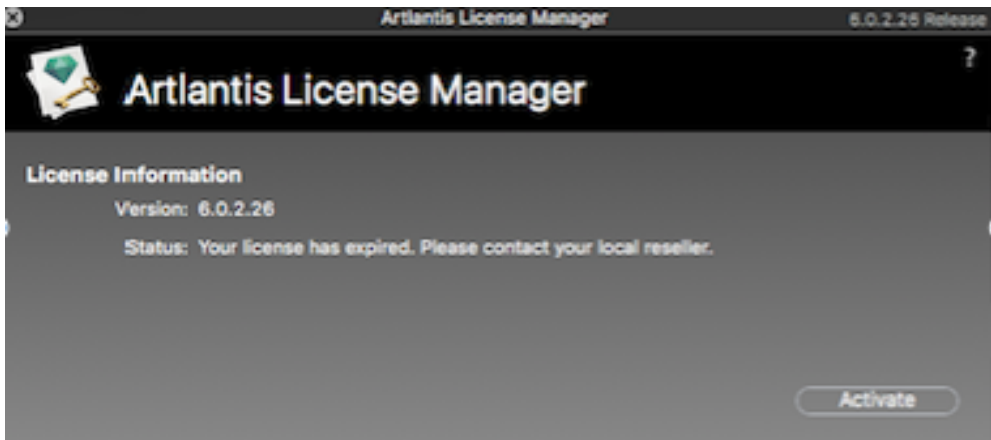 Artlantis License Manager
6.0.2.26 Release
?
Artlantis License Manager
License Information
Version: 6.0.2.26
Status: Your license has expired. Please contact your local reseller.
Activate